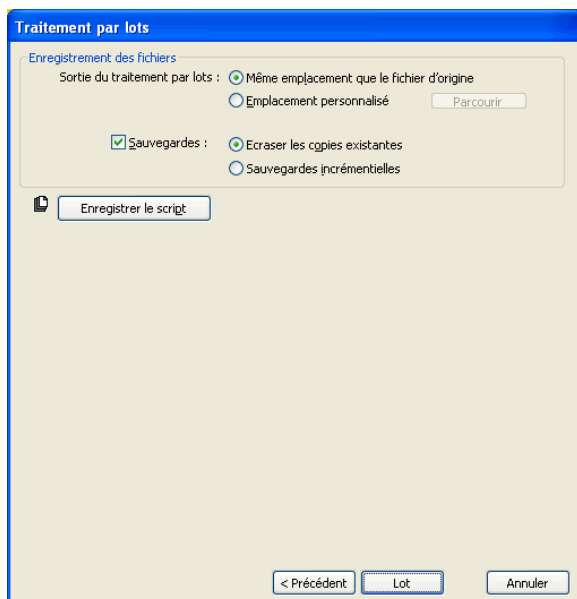 Traitement par lots
Enregistrement des fichiers
Sortie du traitement par lots : Même emplacement que le fichier d'origine
Emplacement personnalisé Parcourir
Sauvegardes : Ecraser les copies existantes
Sauvegardes incrémentielles
Enregistrer le script
< Précédent Lot Annuler